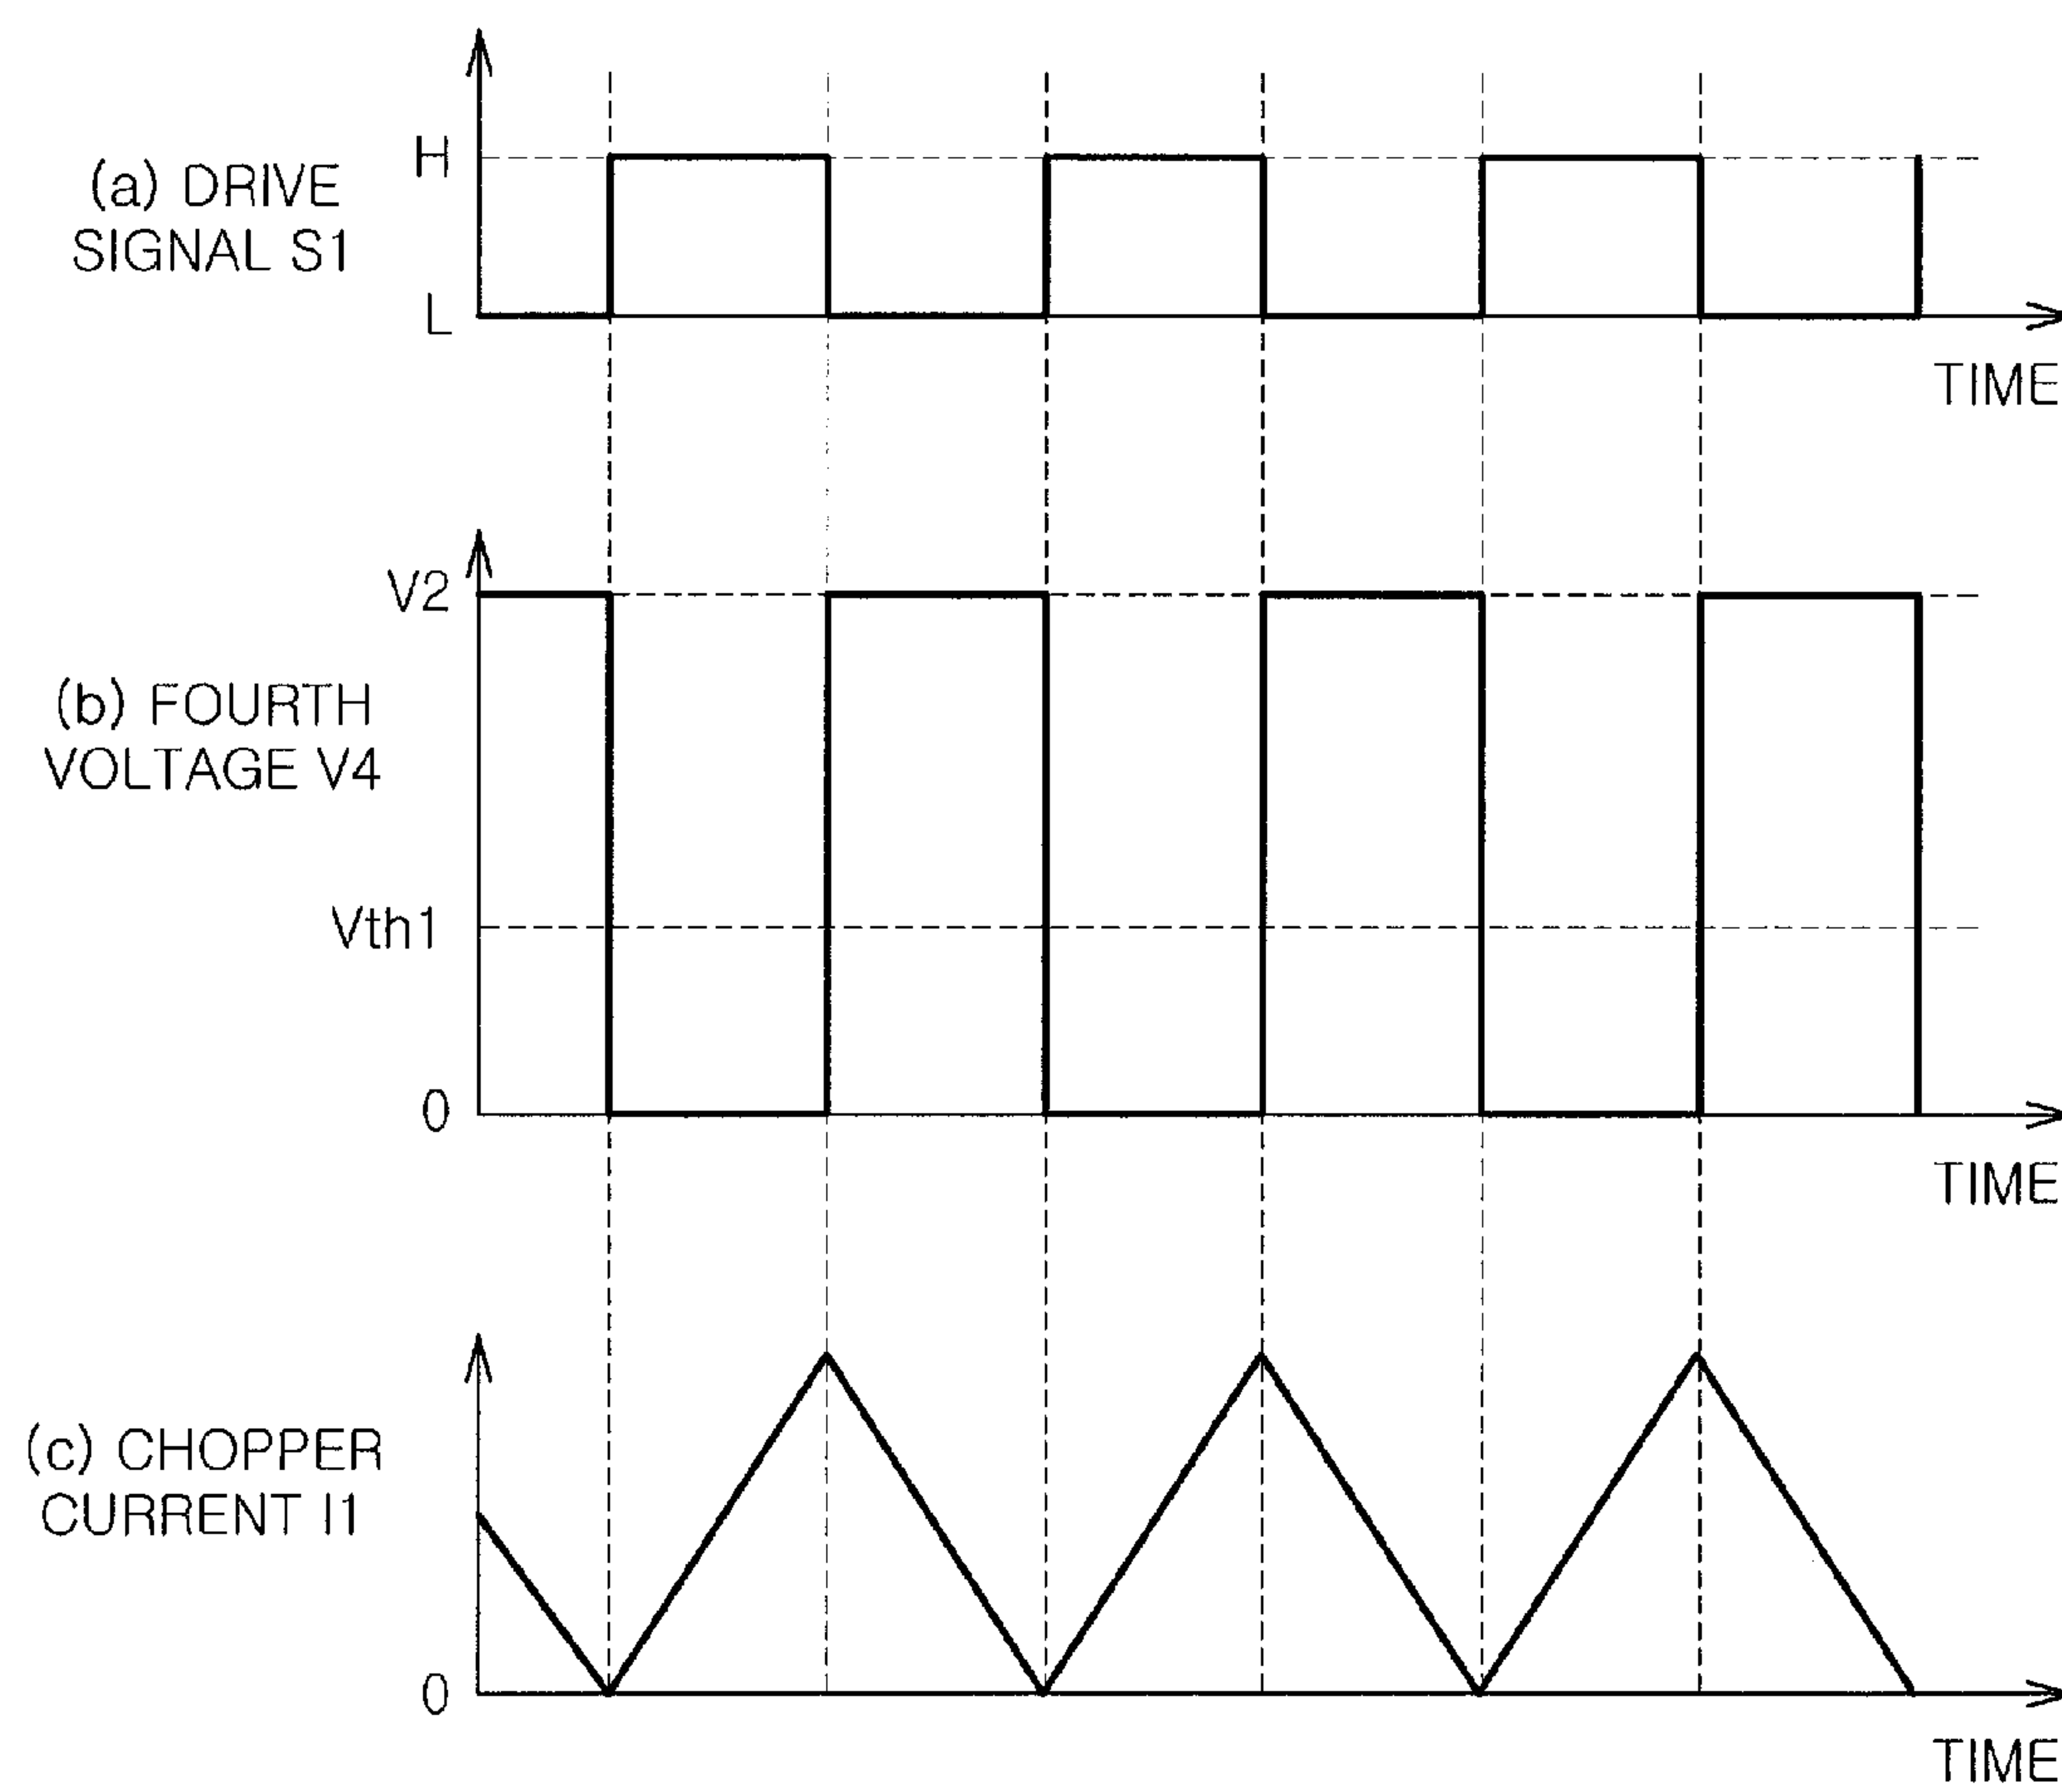 (a) DRIVE
SIGNAL S1
H
L
TIME
(b) FOURTH
VOLTAGE V4
V2
Vth1
0
TIME
(c) CHOPPER
CURRENT I1
0
TIME